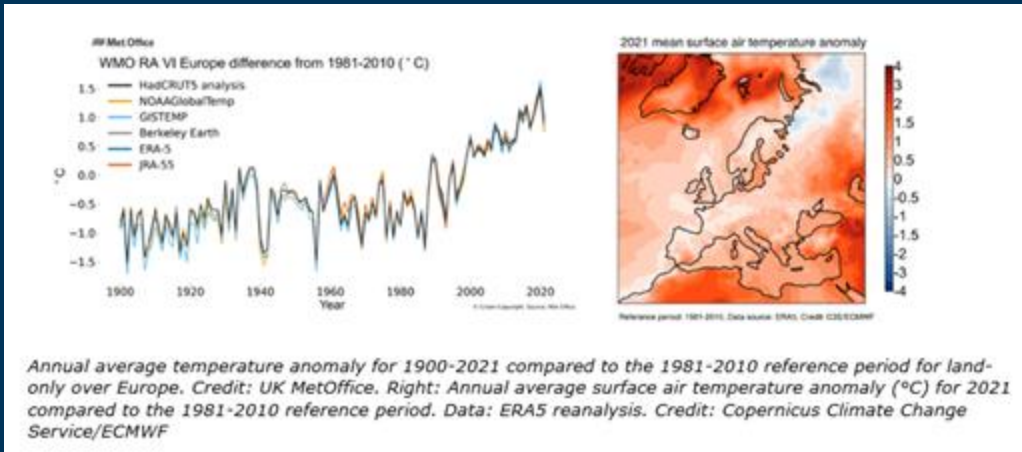 Met Office
WMO RA VI Europe difference from 1981-2010 (°C)
HadCRUT5 analysis
NOAAGlobalTemp
GISTEMP
Berkeley Earth
ERA-5
JRA-55
1.5
1.0
0.5
0.0
−0.5
−1.0
−1.5
°C
1900 1920 1940 1960 1980 2000 2020
Year
© Crown Copyright. Source: Met Office
2021 mean surface air temperature anomaly
4
3
2
1.5
1
0.5
0
-0.5
-1
-1.5
-2
-3
-4
Reference period: 1981-2010; Data source: ERA5; Credit: C3S/ECMWF
Annual average temperature anomaly for 1900-2021 compared to the 1981-2010 reference period for land-
only over Europe. Credit: UK MetOffice. Right: Annual average surface air temperature anomaly (°C) for 2021
compared to the 1981-2010 reference period. Data: ERA5 reanalysis. Credit: Copernicus Climate Change
Service/ECMWF